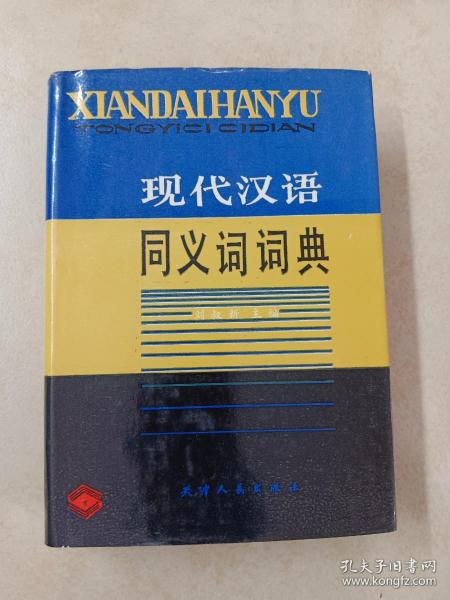 XIANDAIHANYU
TONGYICI CIDIAN
现代汉语
同义词词典
刘叔新 主编
天津人民出版社
孔夫子旧书网
www.kongfz.com